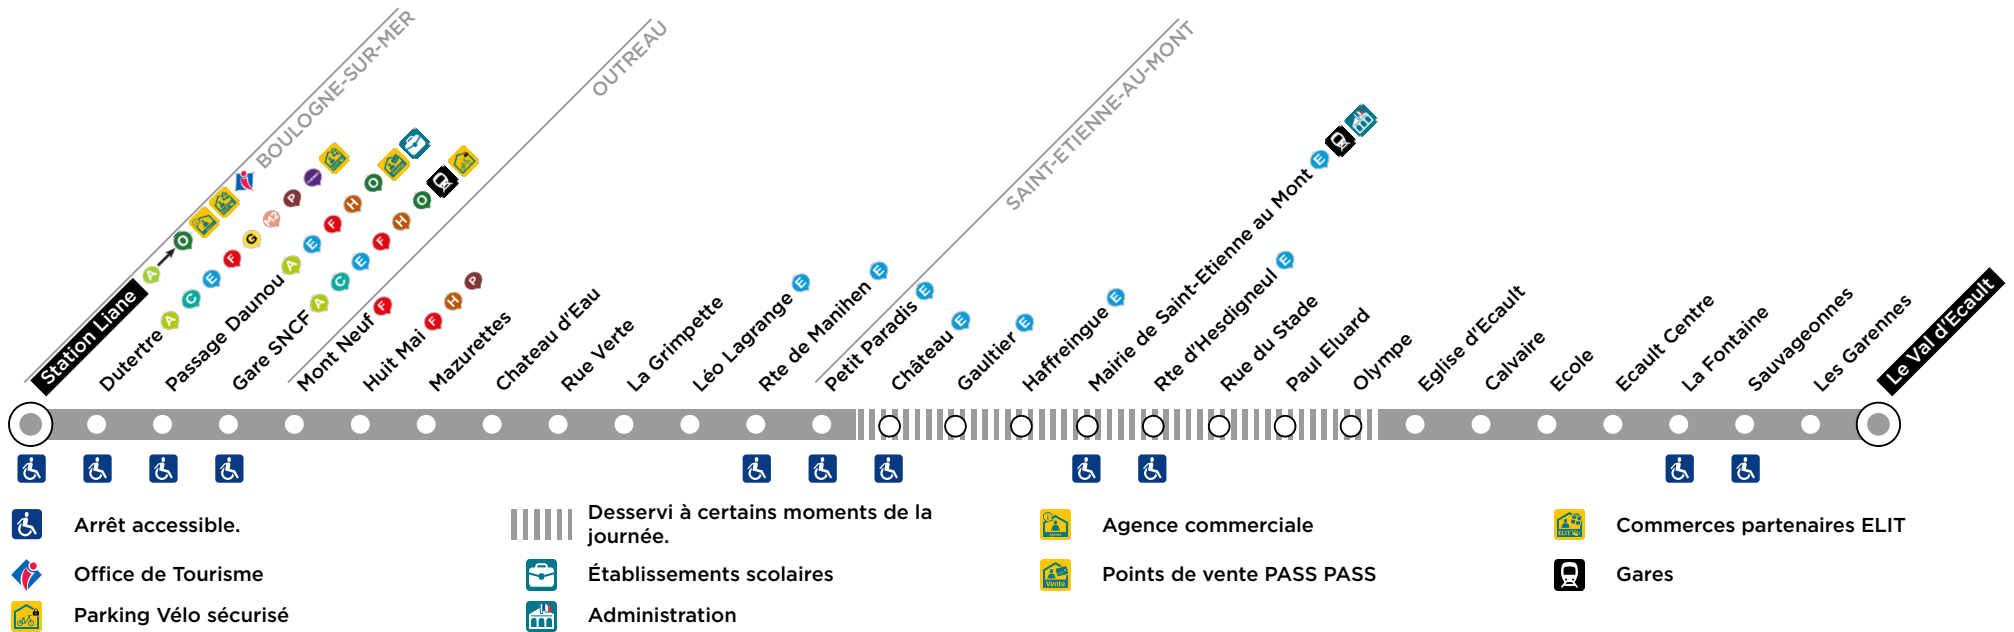 BOULOGNE-SUR-MER
OUTREAU
SAINT-ETIENNE-AU-MONT
Station Liane A O
Dutertre A C E F G M2 P
Passage Daunou A E F H O
Gare SNCF A C E F H O
Mont Neuf F
Huit Mai F H P
Mazurettes
Chateau d'Eau
Rue Verte
La Grimpette
Léo Lagrange E
Rte de Manihen E
Petit Paradis E
Château E
Gaultier E
Haffreingue E
Mairie de Saint-Etienne au Mont E
Rte d'Hesdigneul E
Rue du Stade
Paul Eluard
Olympe
Eglise d'Ecault
Calvaire
Ecole
Ecault Centre
La Fontaine
Sauvageonnes
Les Garennes
Le Val d'Ecault
Arrêt accessible.
Desservi à certains moments de la
journée.
Agence commerciale
ELIT
Commerces partenaires ELIT
Office de Tourisme
Établissements scolaires
Vente
Points de vente PASS PASS
Gares
Parking Vélo sécurisé
Administration